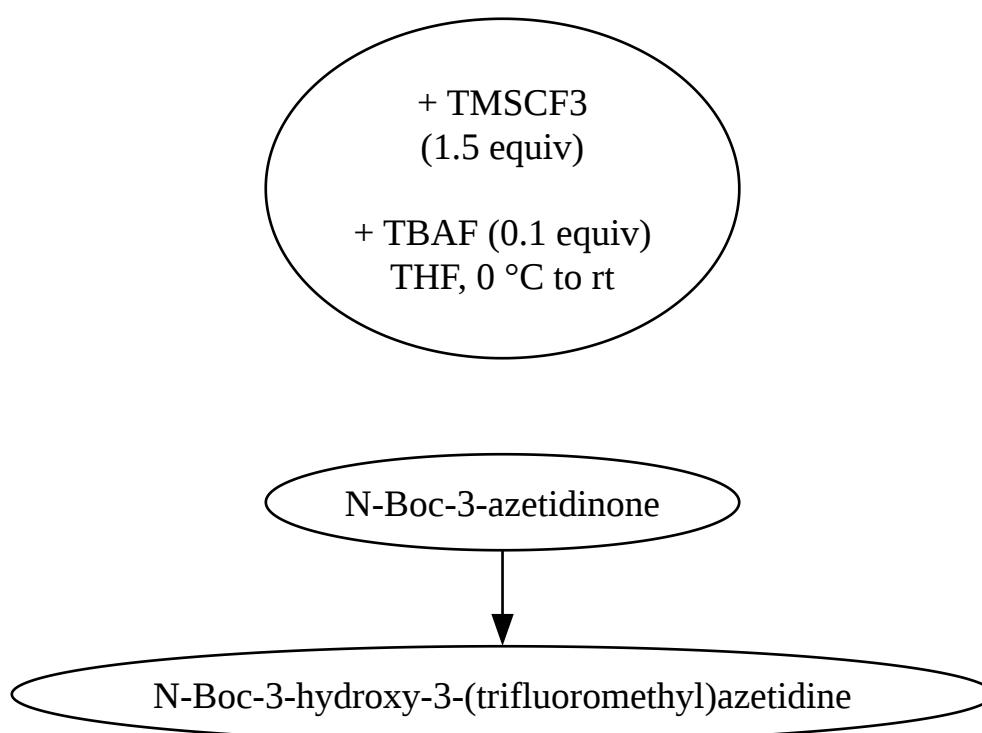 + TMSCF3
(1.5 equiv)
+ TBAF (0.1 equiv)
THF, 0 °C to rt
N-Boc-3-azetidinone
N-Boc-3-hydroxy-3-(trifluoromethyl)azetidine